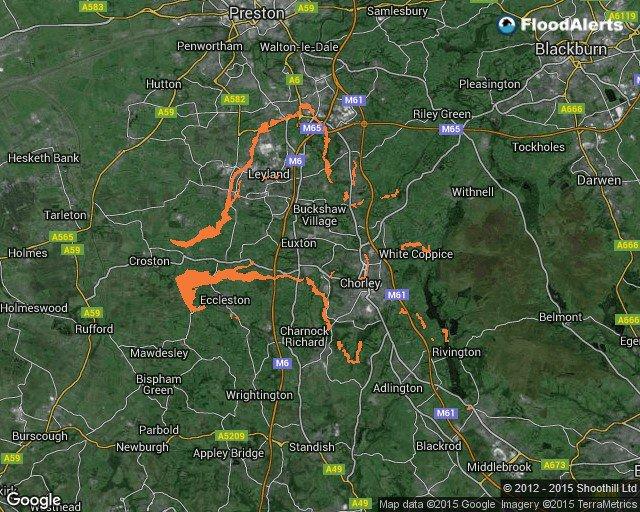 A583
Preston
A59
Samlesbury
A6119
FloodAlerts
Penwortham
Walton-le-Dale
Blackburn
Hutton
A6
Pleasington
A59
A582
M61
A666
Riley Green
M65
M65
Hesketh Bank
M6
Tockholes
Leyland
Darwen
Withnell
Tarleton
Buckshaw
Village
A565
Euxton
A666
A59
Holmes
Croston
White Coppice
Chorley
Eccleston
M61
Holmeswood
A59
Belmont
A666
Rufford
Charnock
Richard
Mawdesley
Rivington
M6
Bispham
Green
Adlington
Wrightington
M61
Parbold
Burscough
A5209
Newburgh
Standish
Blackrod
Appley Bridge
A59
A49
Middlebrook
A673
© 2012 - 2015 Shoothill Ltd
Google
A49
Map data ©2015 Google Imagery ©2015 TerraMetrics